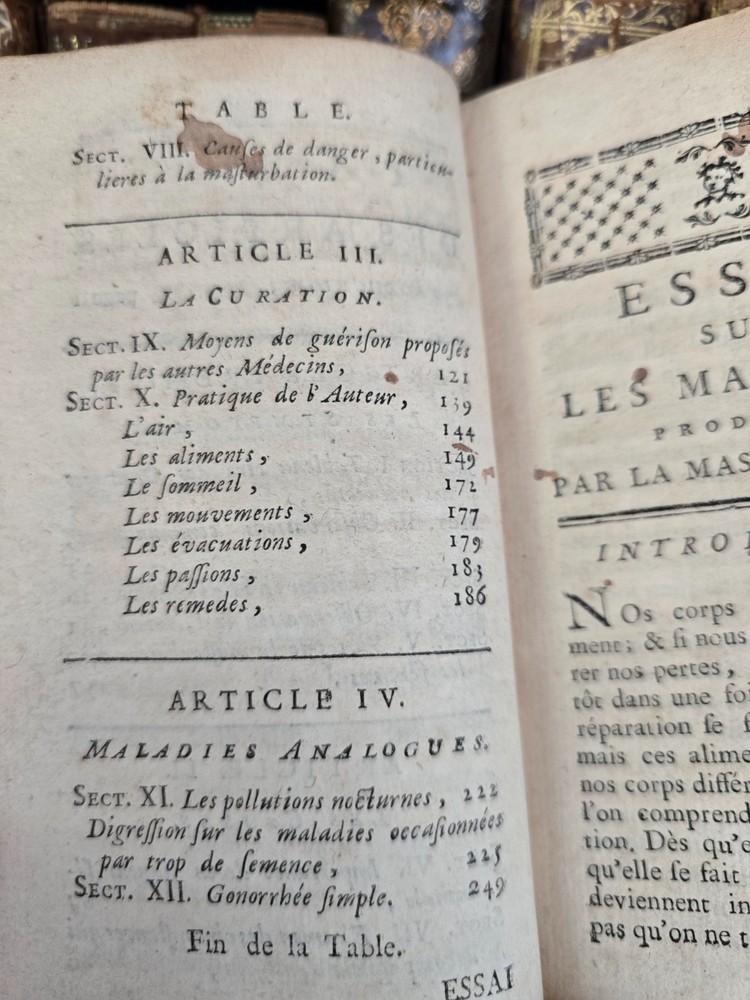 TABLE.
SECT. VIII. Cauſes de danger, particu-
lieres à la maſturbation.
ARTICLE III.
LA CURATION.
SECT. IX. Moyens de guériſon propoſés
par les autres Médecins, 121
SECT. X. Pratique de l'Auteur, 139
L'air, 144
Les aliments, 149
Le ſommeil, 172
Les mouvements, 177
Les évacuations, 179
Les paſſions, 183
Les remedes, 186
ARTICLE IV.
MALADIES ANALOGUES.
SECT. XI. Les pollutions nocturnes, 222
Digreſſion ſur les maladies occaſionnées
par trop de ſemence, 225
SECT. XII. Gonorrhée ſimple. 249
Fin de la Table.
ESSAI
ESS
SU
LES MA
PROD
PAR LA MAS
INTRO
NOs corps
ment; & ſi nous
rer nos pertes,
tôt dans une foi
réparation ſe f
mais ces alime
nos corps différ
l'on comprend
tion. Dès qu'e
qu'elle ſe fait
deviennent in
pas qu'on ne t